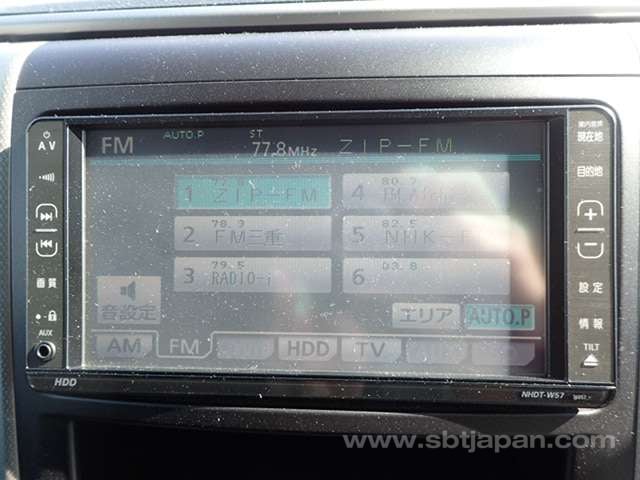 AV
画質
AUX
HDD
FM AUTO.P ST 77.8MHz ZIP-FM
1 ZIP-FM
4 80.7
2 78.9 FM三重
5 82.5 NHK-F
3 79.5 RADIO-i
6
音設定
エリア AUTO.P
AM FM HDD TV
現在地
目的地
+
−
設定
情報
TILT
NHDT-W57
www.sbtjapan.com